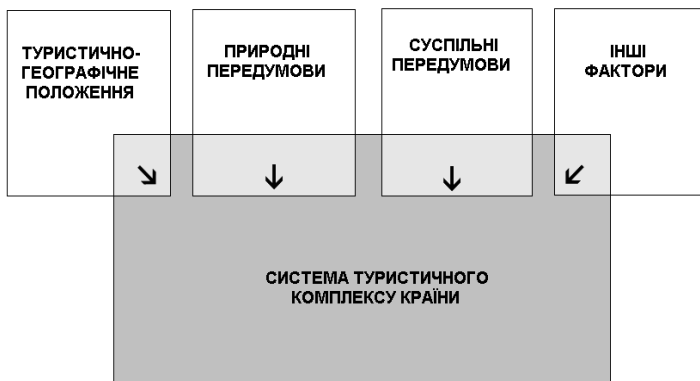 ТУРИСТИЧНО-
ГЕОГРАФІЧНЕ
ПОЛОЖЕННЯ
ПРИРОДНІ
ПЕРЕДУМОВИ
СУСПІЛЬНІ
ПЕРЕДУМОВИ
ІНШІ
ФАКТОРИ
СИСТЕМА ТУРИСТИЧНОГО
КОМПЛЕКСУ КРАЇНИ